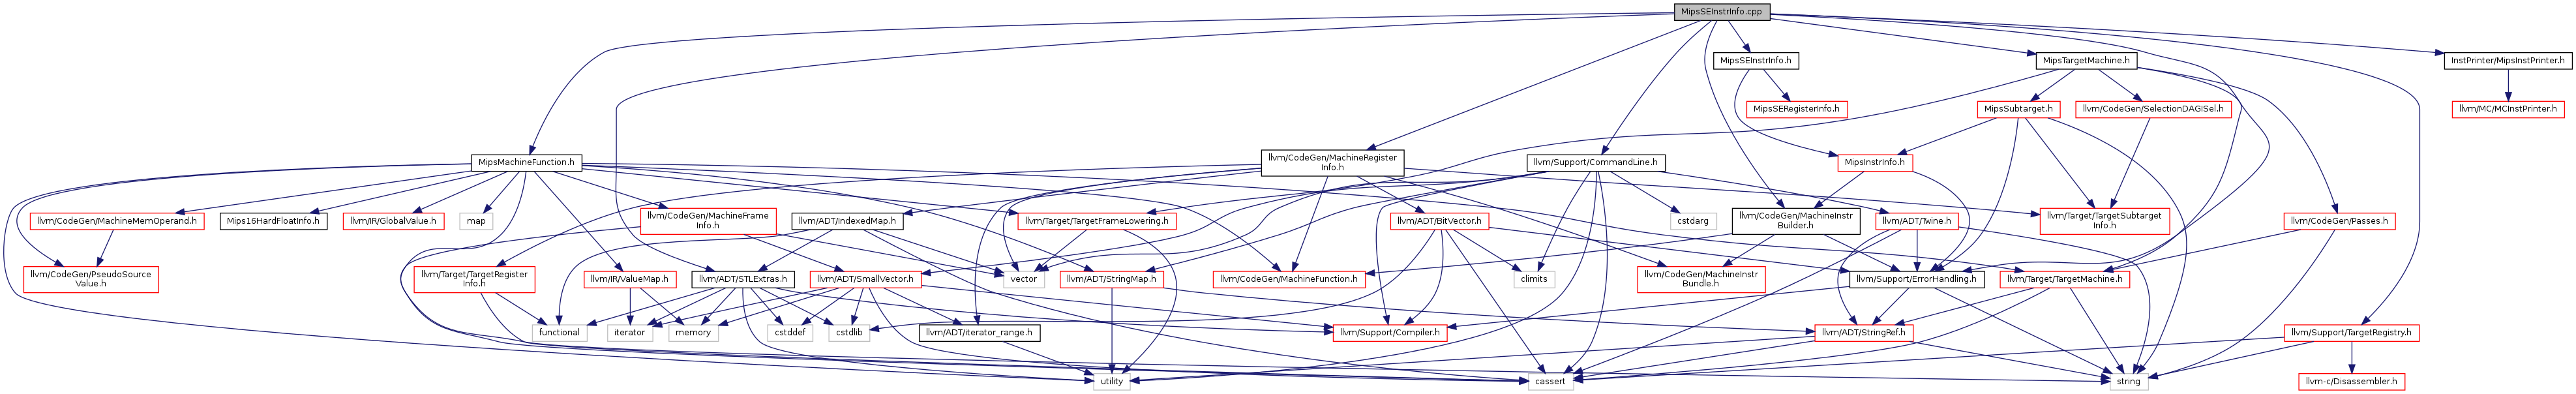 MipsSEInstrInfo.cpp
MipsSEInstrInfo.h
MipsTargetMachine.h
InstPrinter/MipsInstPrinter.h
MipsSERegisterInfo.h
MipsSubtarget.h
llvm/CodeGen/SelectionDAGISel.h
llvm/MC/MCInstPrinter.h
MipsMachineFunction.h
llvm/CodeGen/MachineRegister
Info.h
llvm/Support/CommandLine.h
MipsInstrInfo.h
llvm/CodeGen/MachineMemOperand.h
Mips16HardFloatInfo.h
llvm/IR/GlobalValue.h
map
llvm/CodeGen/MachineFrame
Info.h
llvm/ADT/IndexedMap.h
llvm/Target/TargetFrameLowering.h
llvm/ADT/BitVector.h
cstdarg
llvm/CodeGen/MachineInstr
Builder.h
llvm/ADT/Twine.h
llvm/Target/TargetSubtarget
Info.h
llvm/CodeGen/Passes.h
llvm/CodeGen/PseudoSource
Value.h
llvm/Target/TargetRegister
Info.h
llvm/IR/ValueMap.h
llvm/ADT/STLExtras.h
llvm/ADT/SmallVector.h
vector
llvm/ADT/StringMap.h
llvm/CodeGen/MachineFunction.h
climits
llvm/CodeGen/MachineInstr
Bundle.h
llvm/Support/ErrorHandling.h
llvm/Target/TargetMachine.h
functional
iterator
memory
cstddef
cstdlib
llvm/ADT/iterator_range.h
llvm/Support/Compiler.h
llvm/ADT/StringRef.h
llvm/Support/TargetRegistry.h
utility
cassert
string
llvm-c/Disassembler.h